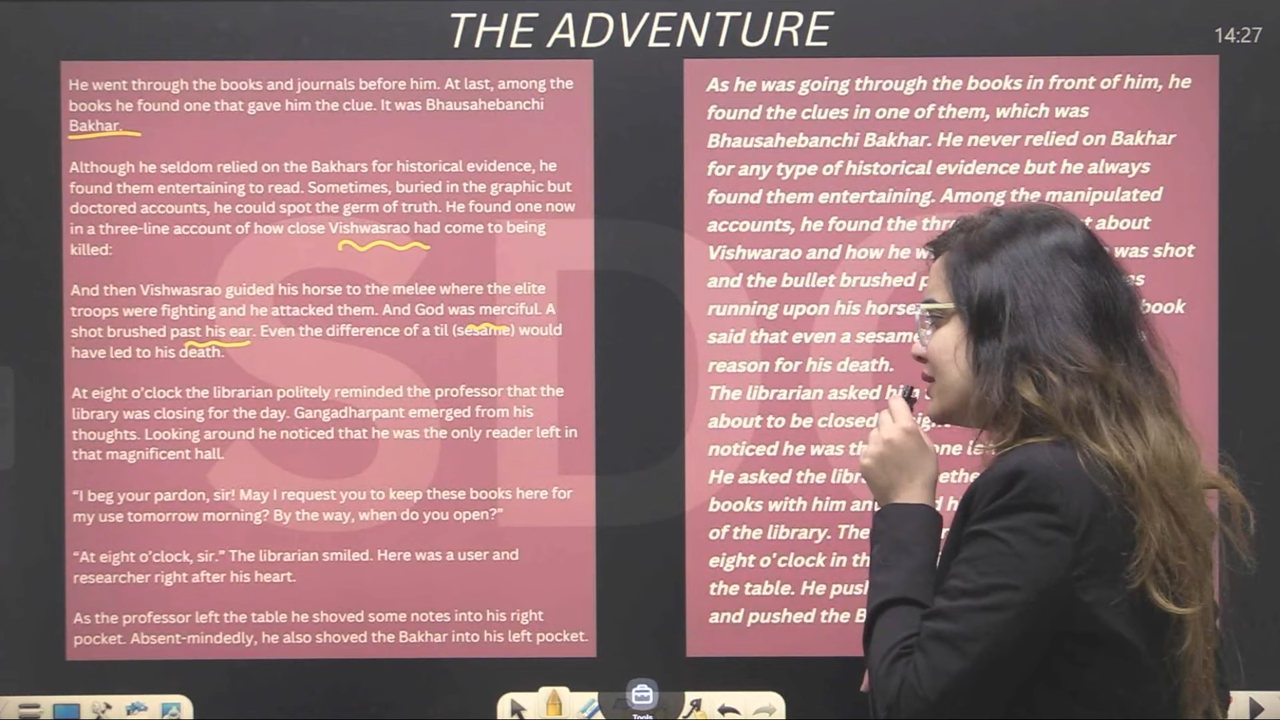 THE ADVENTURE
14:27
He went through the books and journals before him. At last, among the
books he found one that gave him the clue. It was Bhausahebanchi
Bakhar.
Although he seldom relied on the Bakhars for historical evidence, he
found them entertaining to read. Sometimes, buried in the graphic but
doctored accounts, he could spot the germ of truth. He found one now
in a three-line account of how close Vishwasrao had come to being
killed:
And then Vishwasrao guided his horse to the melee where the elite
troops were fighting and he attacked them. And God was merciful. A
shot brushed past his ear. Even the difference of a til (sesame) would
have led to his death.
At eight o’clock the librarian politely reminded the professor that the
library was closing for the day. Gangadharpant emerged from his
thoughts. Looking around he noticed that he was the only reader left in
that magnificent hall.
“I beg your pardon, sir! May I request you to keep these books here for
my use tomorrow morning? By the way, when do you open?”
“At eight o’clock, sir.” The librarian smiled. Here was a user and
researcher right after his heart.
As the professor left the table he shoved some notes into his right
pocket. Absent-mindedly, he also shoved the Bakhar into his left pocket.
As he was going through the books in front of him, he
found the clues in one of them, which was
Bhausahebanchi Bakhar. He never relied on Bakhar
for any type of historical evidence but he always
found them entertaining. Among the manipulated
accounts, he found the about
Vishwarao and how he was shot
and the bullet brushed
running upon his horse book
said that even a sesame
reason for his death.
The librarian asked
about to be closed
noticed he was
He asked the
books with him
of the library. The
eight o’clock in
the table. He
and pushed the
SD
Tools